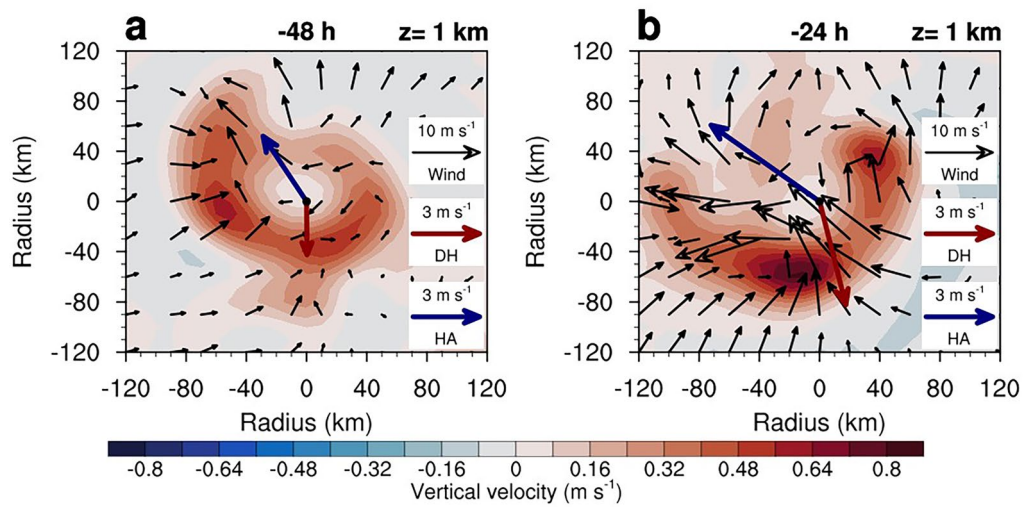 a -48 h z= 1 km
b -24 h z= 1 km
120
80
40
0
-40
-80
-120
Radius (km)
-120 -80 -40 0 40 80 120
Radius (km)
10 m s⁻¹
Wind
3 m s⁻¹
DH
3 m s⁻¹
HA
120
80
40
0
-40
-80
-120
Radius (km)
-120 -80 -40 0 40 80 120
Radius (km)
10 m s⁻¹
Wind
3 m s⁻¹
DH
3 m s⁻¹
HA
-0.8 -0.64 -0.48 -0.32 -0.16 0 0.16 0.32 0.48 0.64 0.8
Vertical velocity (m s⁻¹)